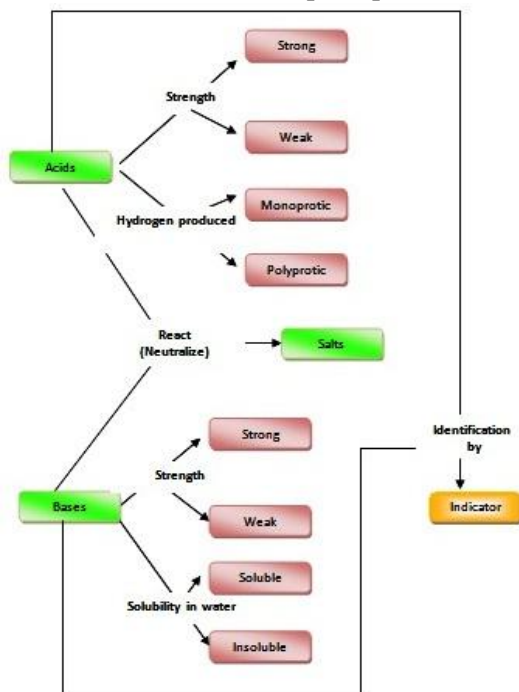 Strong
Strength
Weak
Acids
Monoprotic
Hydrogen produced
Polyprotic
React
(Neutralize)
Salts
Identification
by
Strong
Strength
Bases
Indicator
Weak
Soluble
Solubility in water
Insoluble